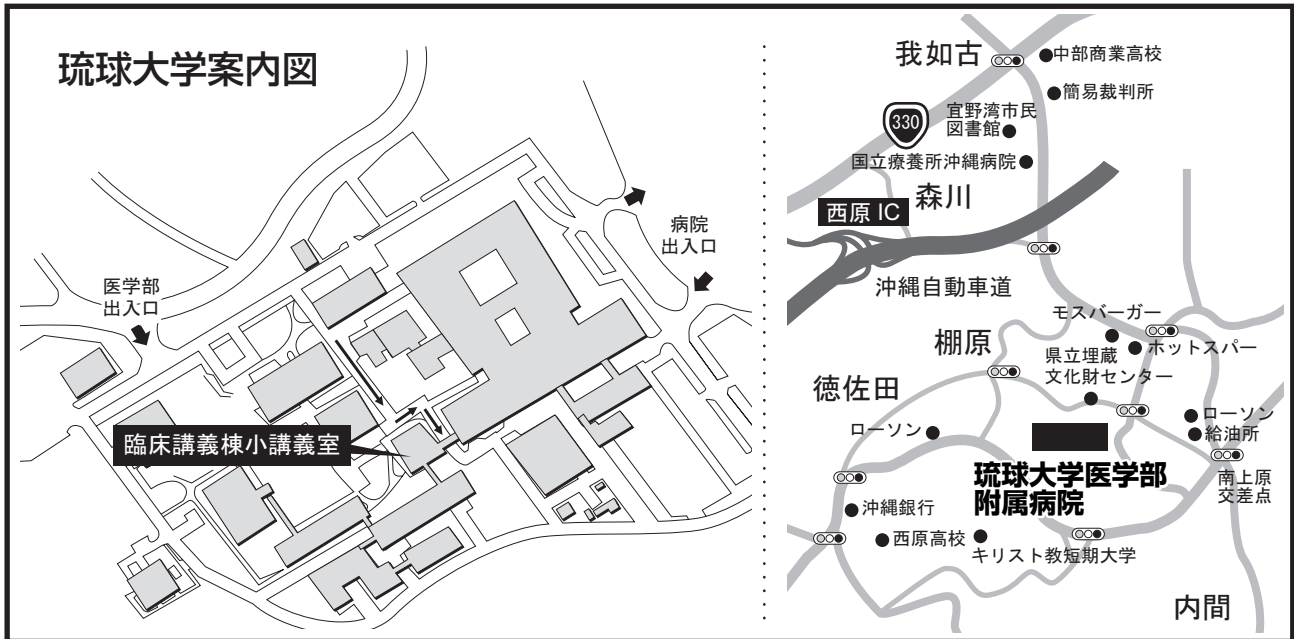 琉球大学案内図
医学部
出入口
病院
出入口
臨床講義棟小講義室
我如古
中部商業高校
簡易裁判所
330
宜野湾市民
図書館
国立療養所沖縄病院
森川
西原 IC
沖縄自動車道
モスバーガー
ホットスパー
棚原
県立埋蔵
文化財センター
徳佐田
ローソン
ローソン
給油所
琉球大学医学部
附属病院
南上原
交差点
沖縄銀行
西原高校
キリスト教短期大学
内間